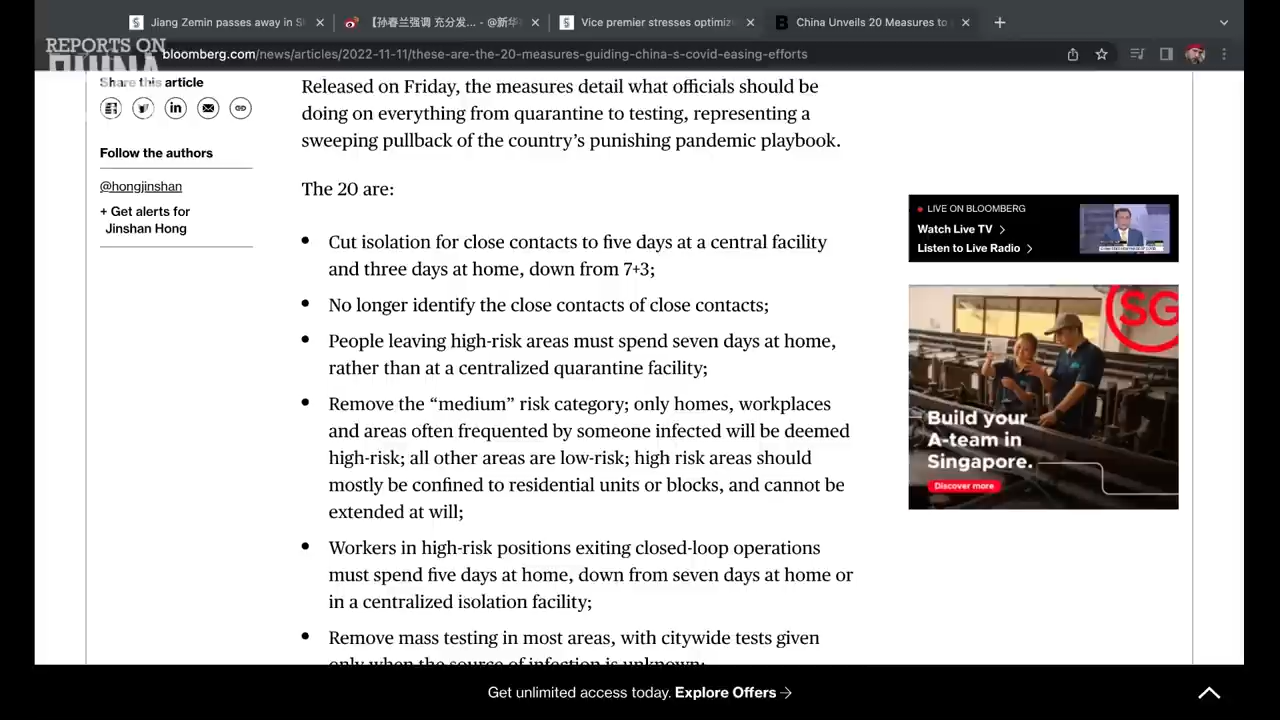 Jiang Zemin passes away in S
【孙春兰强调 充分发... - @新华
Vice premier stresses optimiz
China Unveils 20 Measures to
REPORTS ON
CHINA
bloomberg.com/news/articles/2022-11-11/these-are-the-20-measures-guiding-china-s-covid-easing-efforts
Share this article
Follow the authors
@hongjinshan
+ Get alerts for
Jinshan Hong
Released on Friday, the measures detail what officials should be
doing on everything from quarantine to testing, representing a
sweeping pullback of the country’s punishing pandemic playbook.
The 20 are:
• Cut isolation for close contacts to five days at a central facility
and three days at home, down from 7+3;
• No longer identify the close contacts of close contacts;
• People leaving high-risk areas must spend seven days at home,
rather than at a centralized quarantine facility;
• Remove the “medium” risk category; only homes, workplaces
and areas often frequented by someone infected will be deemed
high-risk; all other areas are low-risk; high risk areas should
mostly be confined to residential units or blocks, and cannot be
extended at will;
• Workers in high-risk positions exiting closed-loop operations
must spend five days at home, down from seven days at home or
in a centralized isolation facility;
• Remove mass testing in most areas, with citywide tests given
only when the source of infection is unknown;
LIVE ON BLOOMBERG
Watch Live TV
Listen to Live Radio
SG
Build your
A-team in
Singapore.
Discover more
Get unlimited access today. Explore Offers